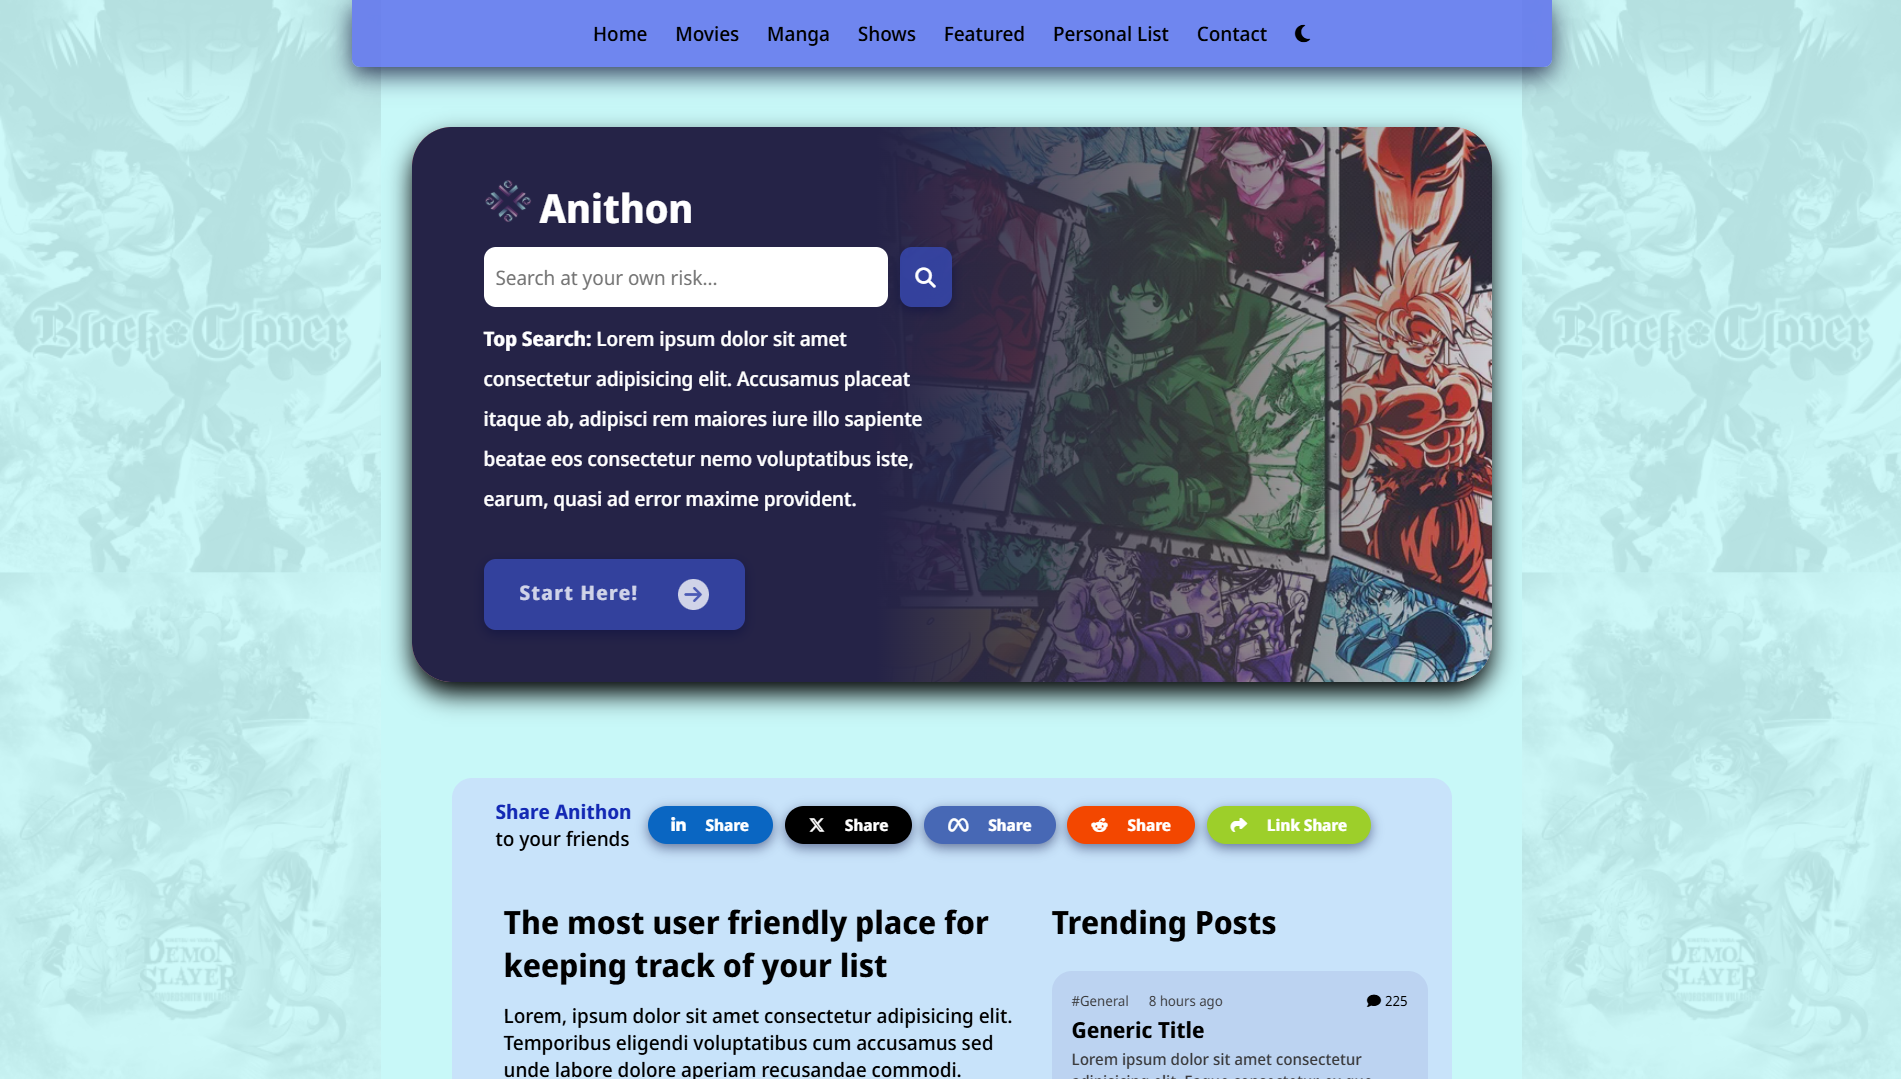 Home Movies Manga Shows Featured Personal List Contact
Black Clover
Black Clover
Anithon
Search at your own risk...
Top Search: Lorem ipsum dolor sit amet
consectetur adipisicing elit. Accusamus placeat
itaque ab, adipisci rem maiores iure illo sapiente
beatae eos consectetur nemo voluptatibus iste,
earum, quasi ad error maxime provident.
Start Here!
Share Anithon
to your friends
in Share
X Share
Share
Share
Link Share
The most user friendly place for
keeping track of your list
Lorem, ipsum dolor sit amet consectetur adipisicing elit.
Temporibus eligendi voluptatibus cum accusamus sed
unde labore dolore aperiam recusandae commodi.
Trending Posts
#General 8 hours ago 225
Generic Title
Lorem ipsum dolor sit amet consectetur
DEMON
SLAYER
DEMON
SLAYER